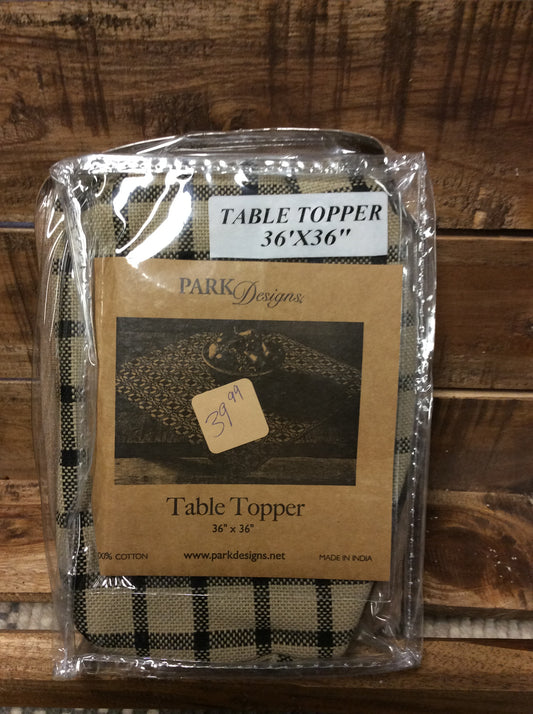 TABLE TOPPER
36'X36"
PARK Designs
39.99
Table Topper
36" x 36"
100% COTTON www.parkdesigns.net MADE IN INDIA